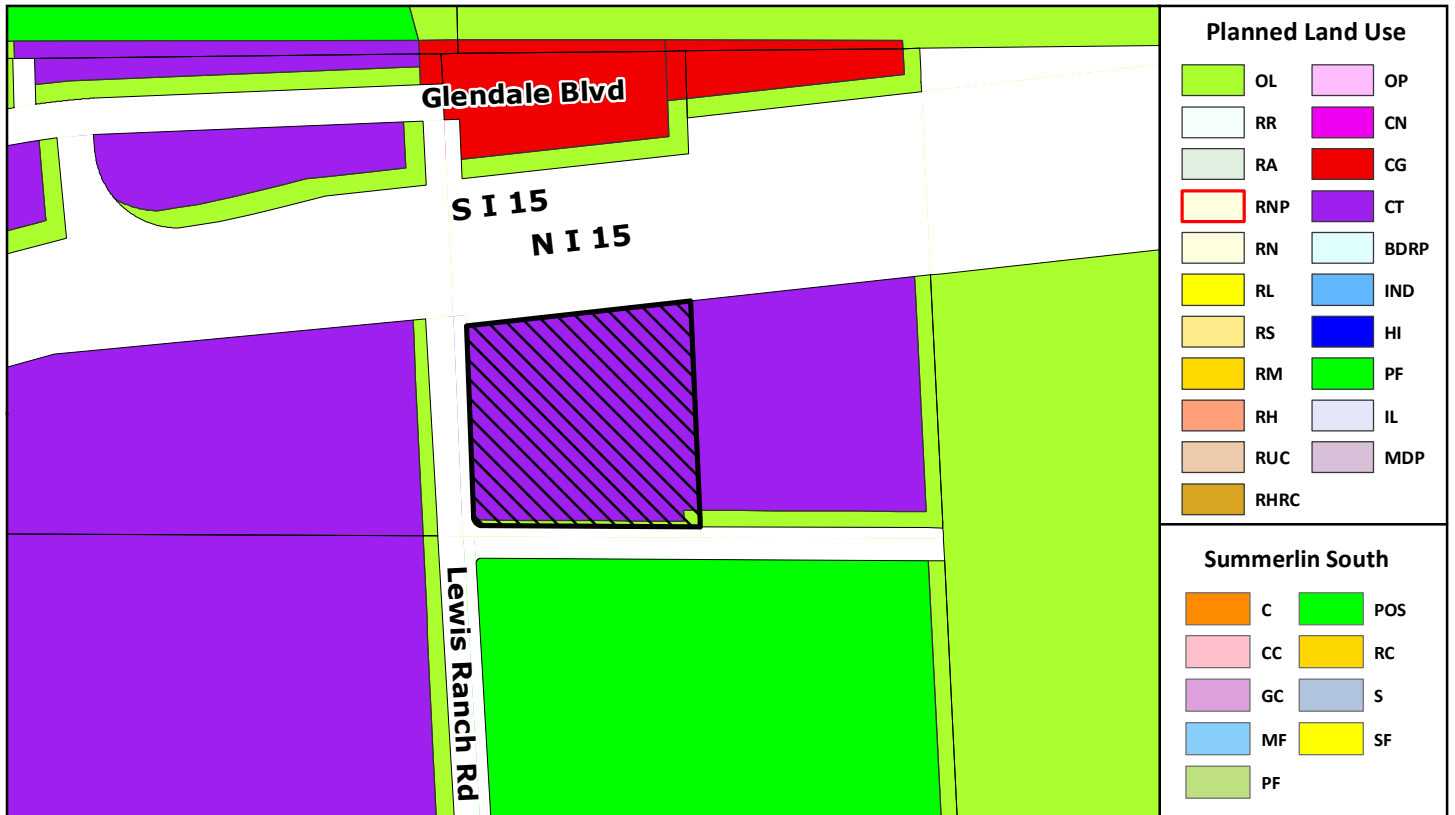 Glendale Blvd
S I 15
N I 15
Lewis Ranch Rd
Planned Land Use
OL OP
RR CN
RA CG
RNP CT
RN BDRP
RL IND
RS HI
RM PF
RH IL
RUC MDP
RHRC
Summerlin South
C POS
CC RC
GC S
MF SF
PF